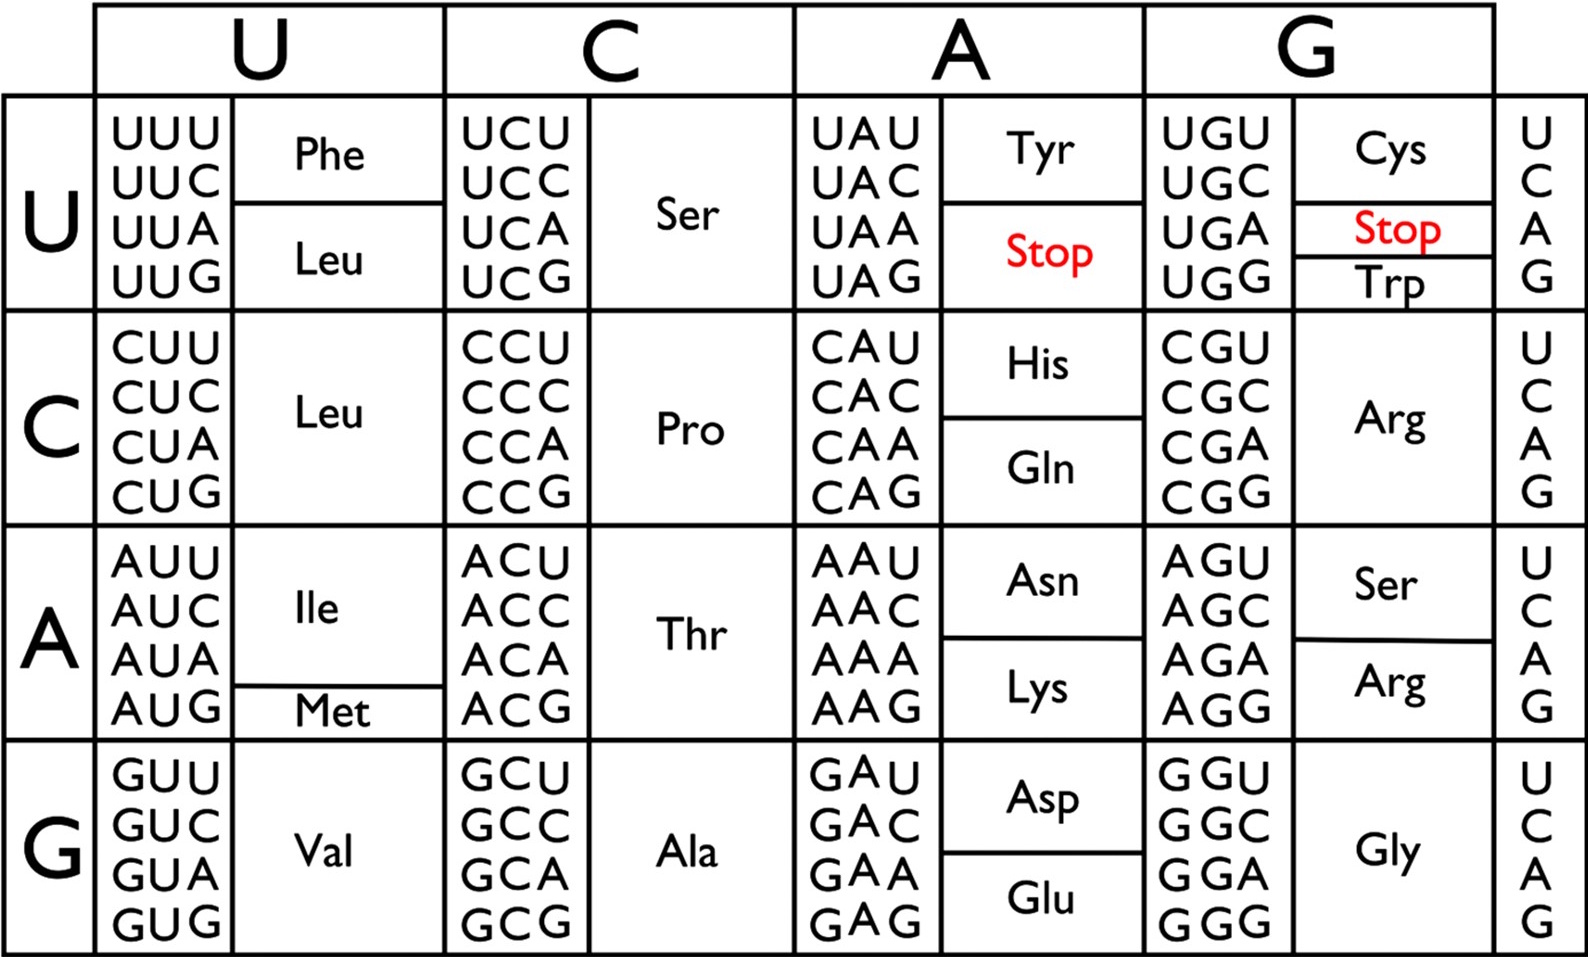 U C A G
U
UUU Phe UCU Ser UAU Tyr UGU Cys U
UUC UCC UAC UGC C
UUA Leu UCA UAA Stop UGA Stop A
UUG UCG UAG UGG Trp G
C
CUU Leu CCU Pro CAU His CGU Arg U
CUC CCC CAC CGC C
CUA CCA CAA Gln CGA A
CUG CCG CAG CGG G
A
AUU Ile ACU Thr AAU Asn AGU Ser U
AUC ACC AAC AGC C
AUA ACA AAA Lys AGA Arg A
AUG Met ACG AAG AGG G
G
GUU Val GCU Ala GAU Asp GGU Gly U
GUC GCC GAC GGC C
GUA GCA GAA Glu GGA A
GUG GCG GAG GGG G